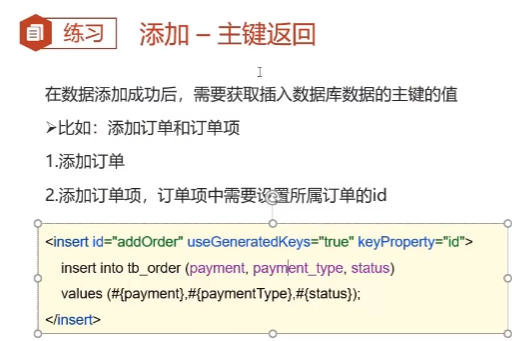 练习
添加 – 主键返回
在数据添加成功后，需要获取插入数据库数据的主键的值
➢比如：添加订单和订单项
1.添加订单
2.添加订单项，订单项中需要设置所属订单的id
<insert id="addOrder" useGeneratedKeys="true" keyProperty="id">
insert into tb_order (payment, payment_type, status)
values (#{payment},#{paymentType},#{status});
</insert>